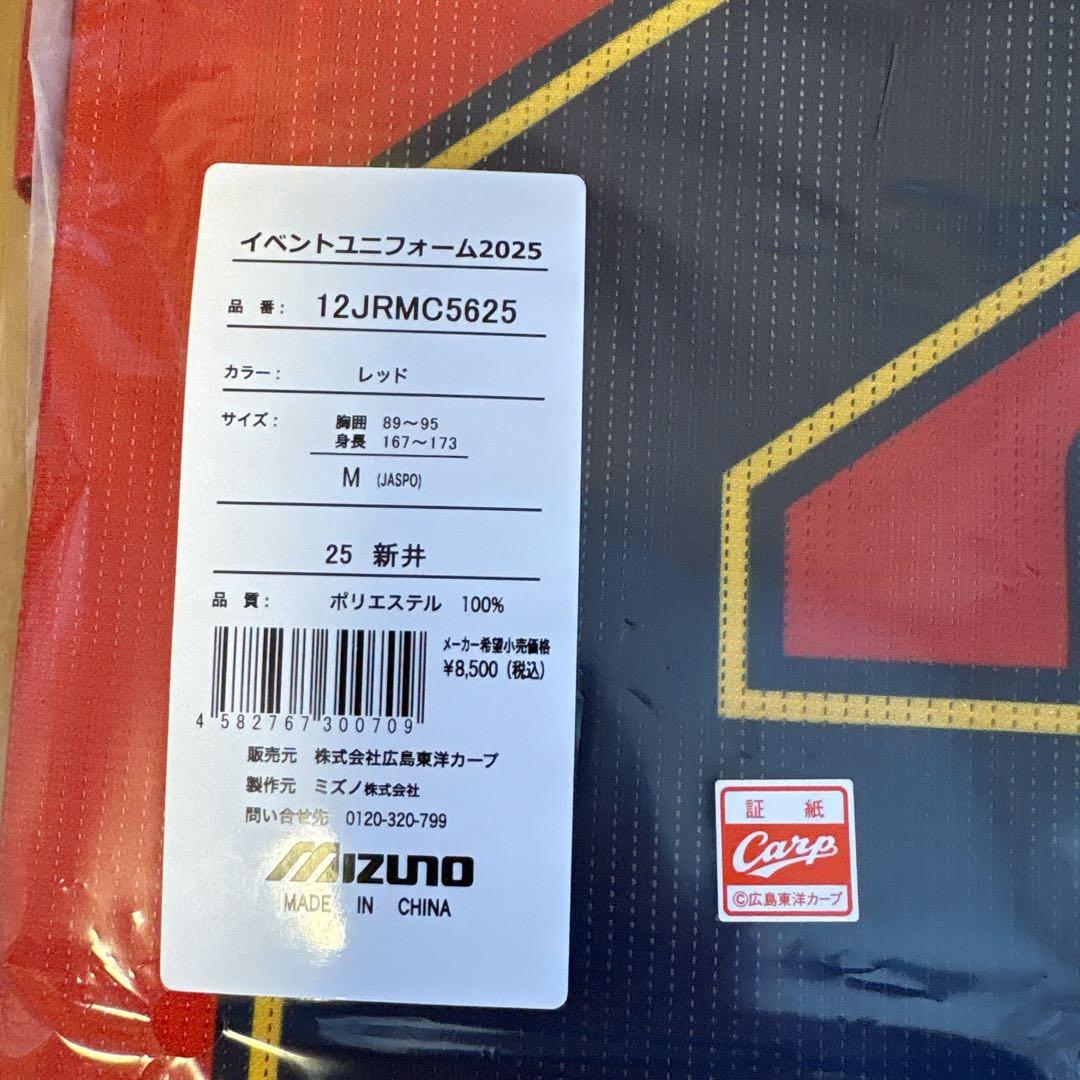 イベントユニフォーム2025
品 番： 12JRMC5625
カラー： レッド
サイズ： 胸囲 89～95
身長 167～173
M (JASPO)
25 新井
品 質： ポリエステル 100%
メーカー希望小売価格
¥8,500（税込）
4 582767 300709
販売元 株式会社広島東洋カープ
製作元 ミズノ株式会社
問い合せ先 0120-320-799
MIZUNO
MADE IN CHINA
証 紙
Carp
©広島東洋カープ